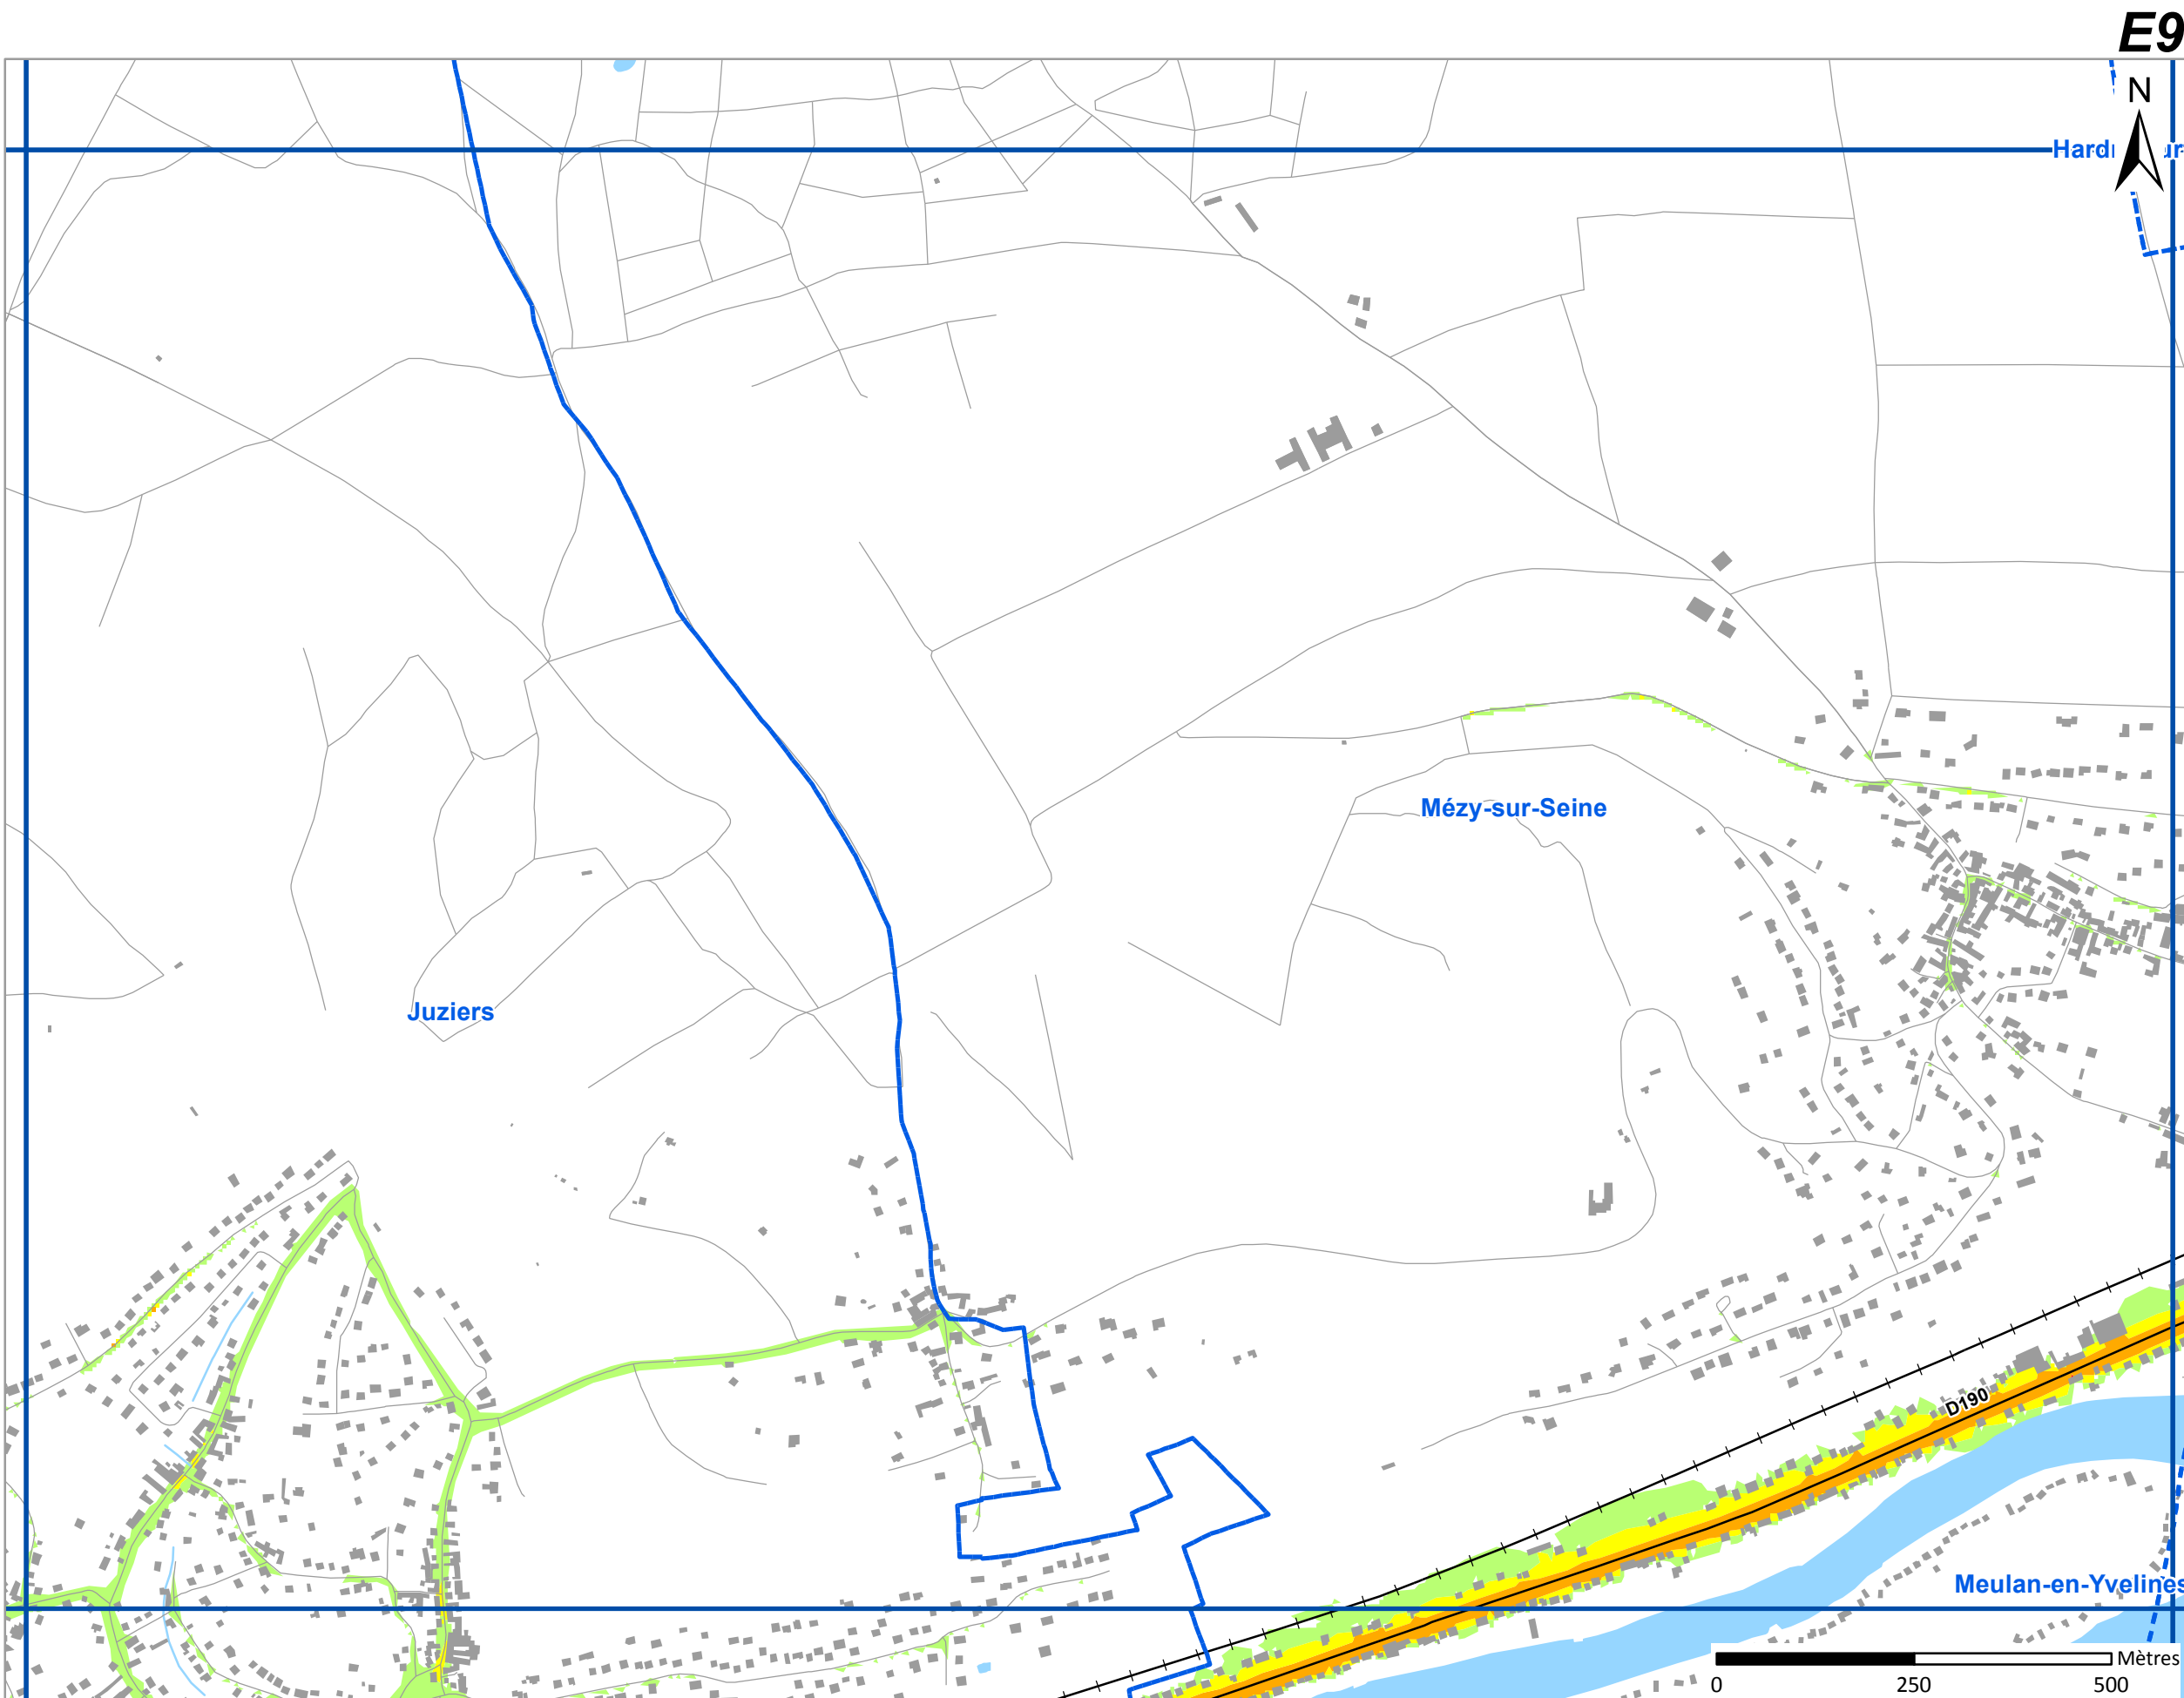 E9
N
Mézy-sur-Seine
Juziers
D190
Meulan-en-Yvelines
Mètres
0 250 500